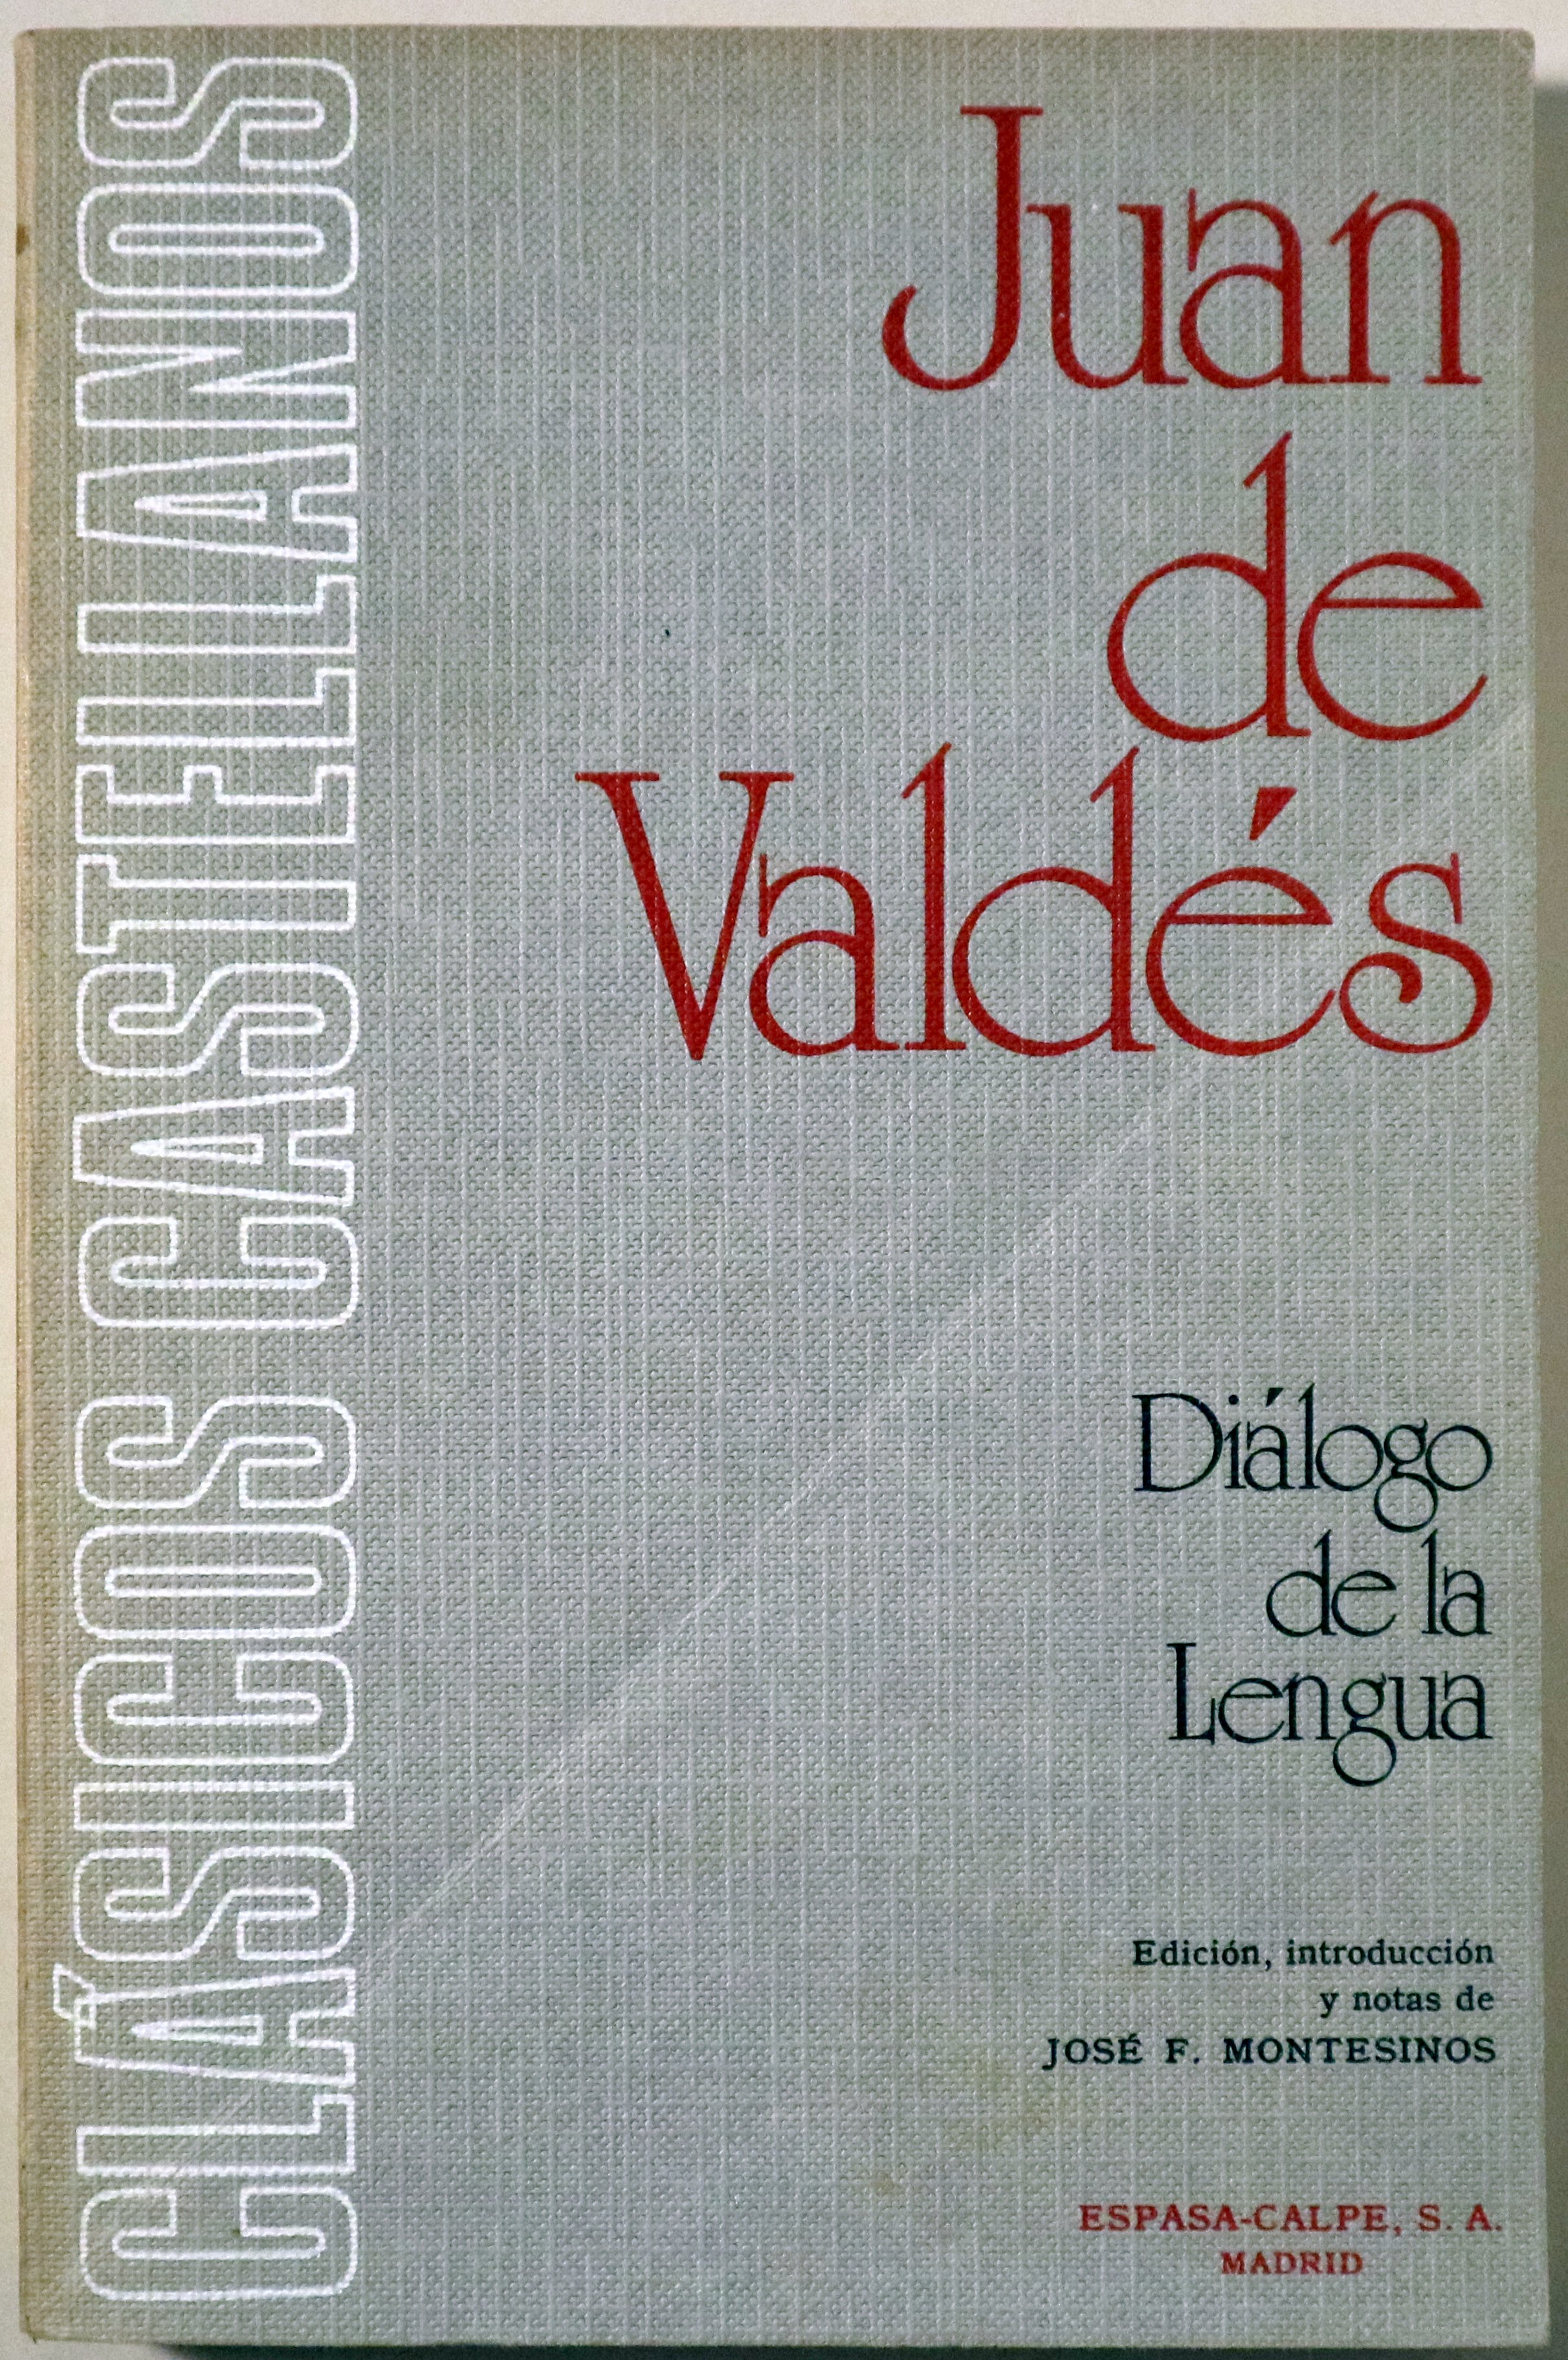 CLÁSICOS CASTELLANOS
Juan
de
Valdés
Diálogo
de la
Lengua
Edición, introducción
y notas de
JOSÉ F. MONTESINOS
ESPASA-CALPE, S. A.
MADRID